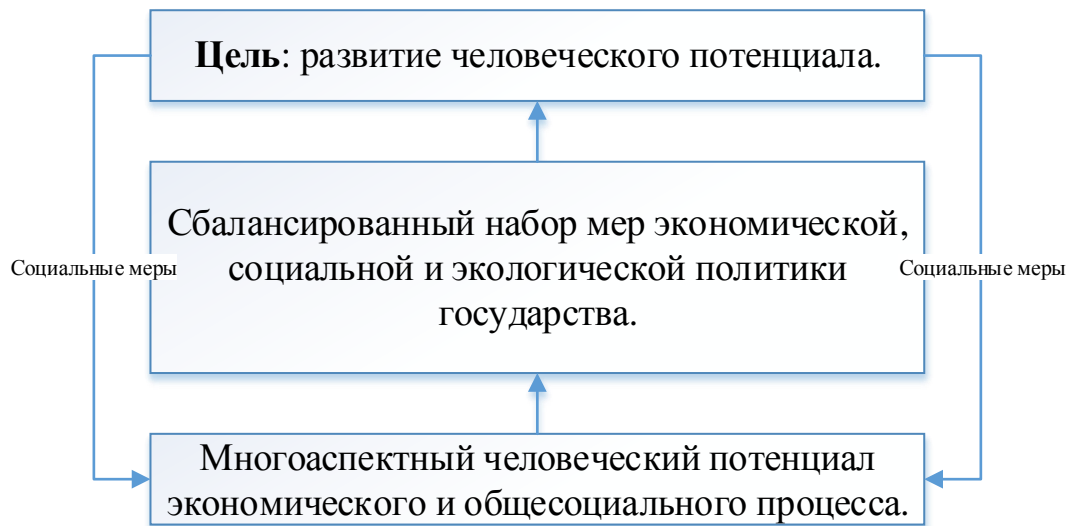 Цель: развитие человеческого потенциала.
Сбалансированный набор мер экономической,
социальной и экологической политики
государства.
Социальные меры
Социальные меры
Многоаспектный человеческий потенциал
экономического и общесоциального процесса.